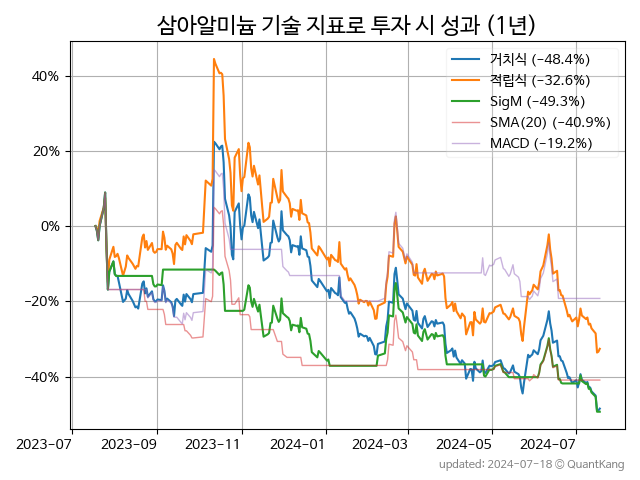 삼아알미늄 기술 지표로 투자 시 성과 (1년)
거치식 (−48.4%)
적립식 (−32.6%)
SigM (−49.3%)
SMA(20) (−40.9%)
MACD (−19.2%)
40%
20%
0%
−20%
−40%
2023-07 2023-09 2023-11 2024-01 2024-03 2024-05 2024-07
updated: 2024-07-18 ⓒ QuantKang